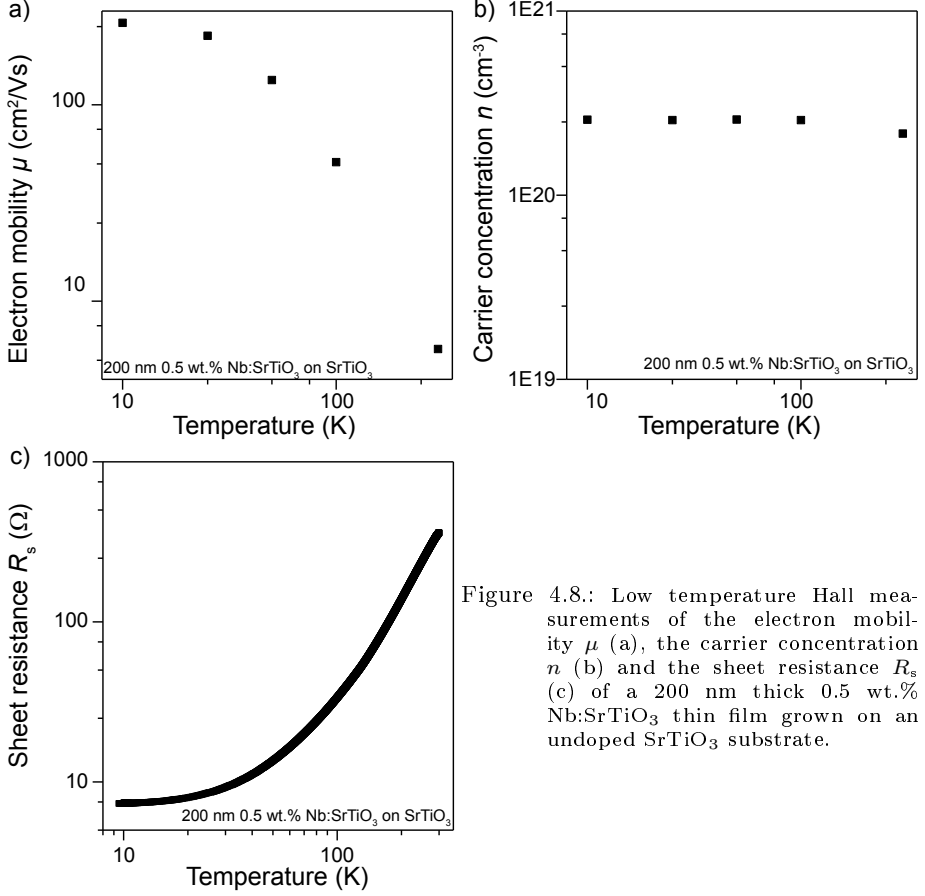 a)
Electron mobility µ (cm²/Vs)
100
10
200 nm 0.5 wt.% Nb:SrTiO₃ on SrTiO₃
10 100
Temperature (K)
b)
Carrier concentration n (cm⁻³)
1E21
1E20
1E19
200 nm 0.5 wt.% Nb:SrTiO₃ on SrTiO₃
10 100
Temperature (K)
c)
Sheet resistance Rₛ (Ω)
1000
100
10
200 nm 0.5 wt.% Nb:SrTiO₃ on SrTiO₃
10 100
Temperature (K)
Figure 4.8.: Low temperature Hall mea-
surements of the electron mobil-
ity µ (a), the carrier concentration
n (b) and the sheet resistance Rₛ
(c) of a 200 nm thick 0.5 wt.%
Nb:SrTiO₃ thin film grown on an
undoped SrTiO₃ substrate.